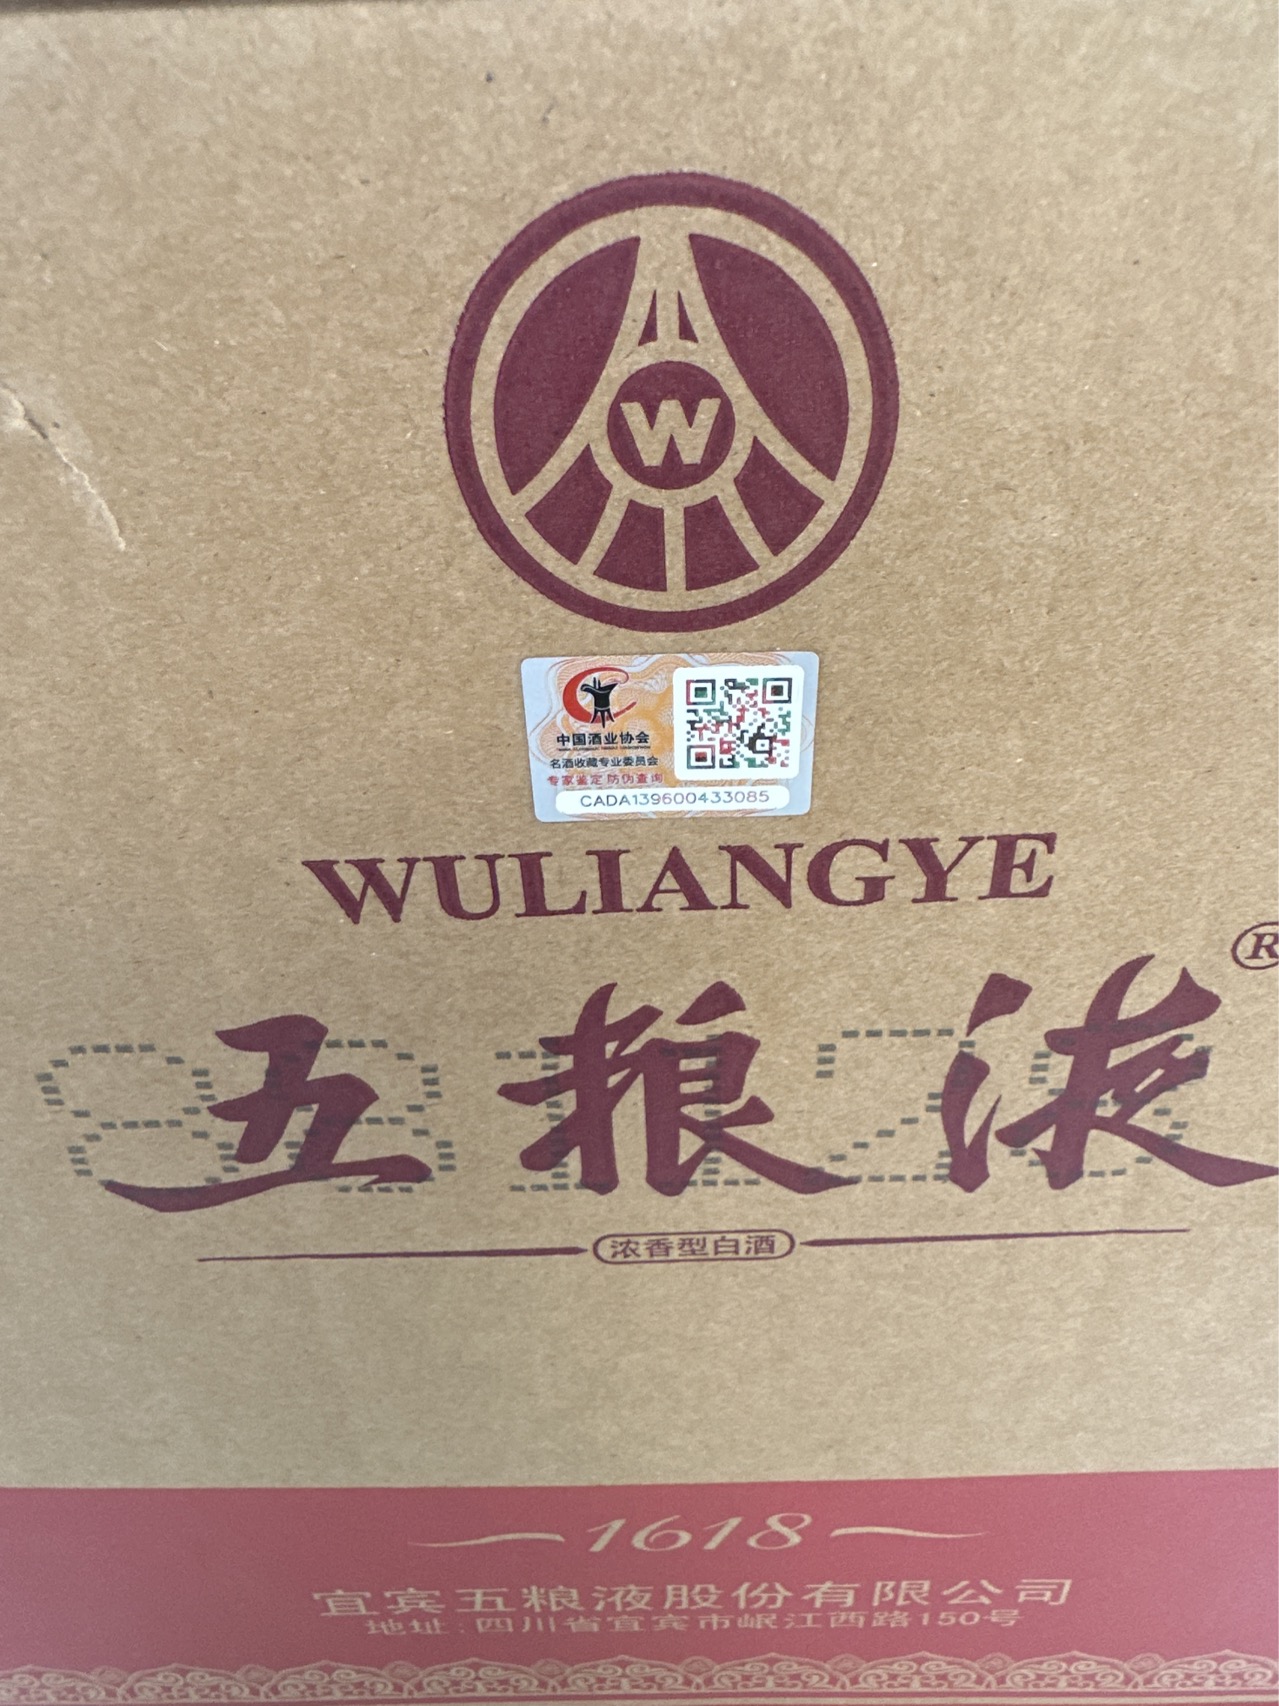 W
中国酒业协会
名酒收藏专业委员会
专家鉴定 防伪查询
CADA139600433085
WULIANGYE
五粮液®
浓香型白酒
1618
宜宾五粮液股份有限公司
地址:四川省宜宾市岷江西路150号